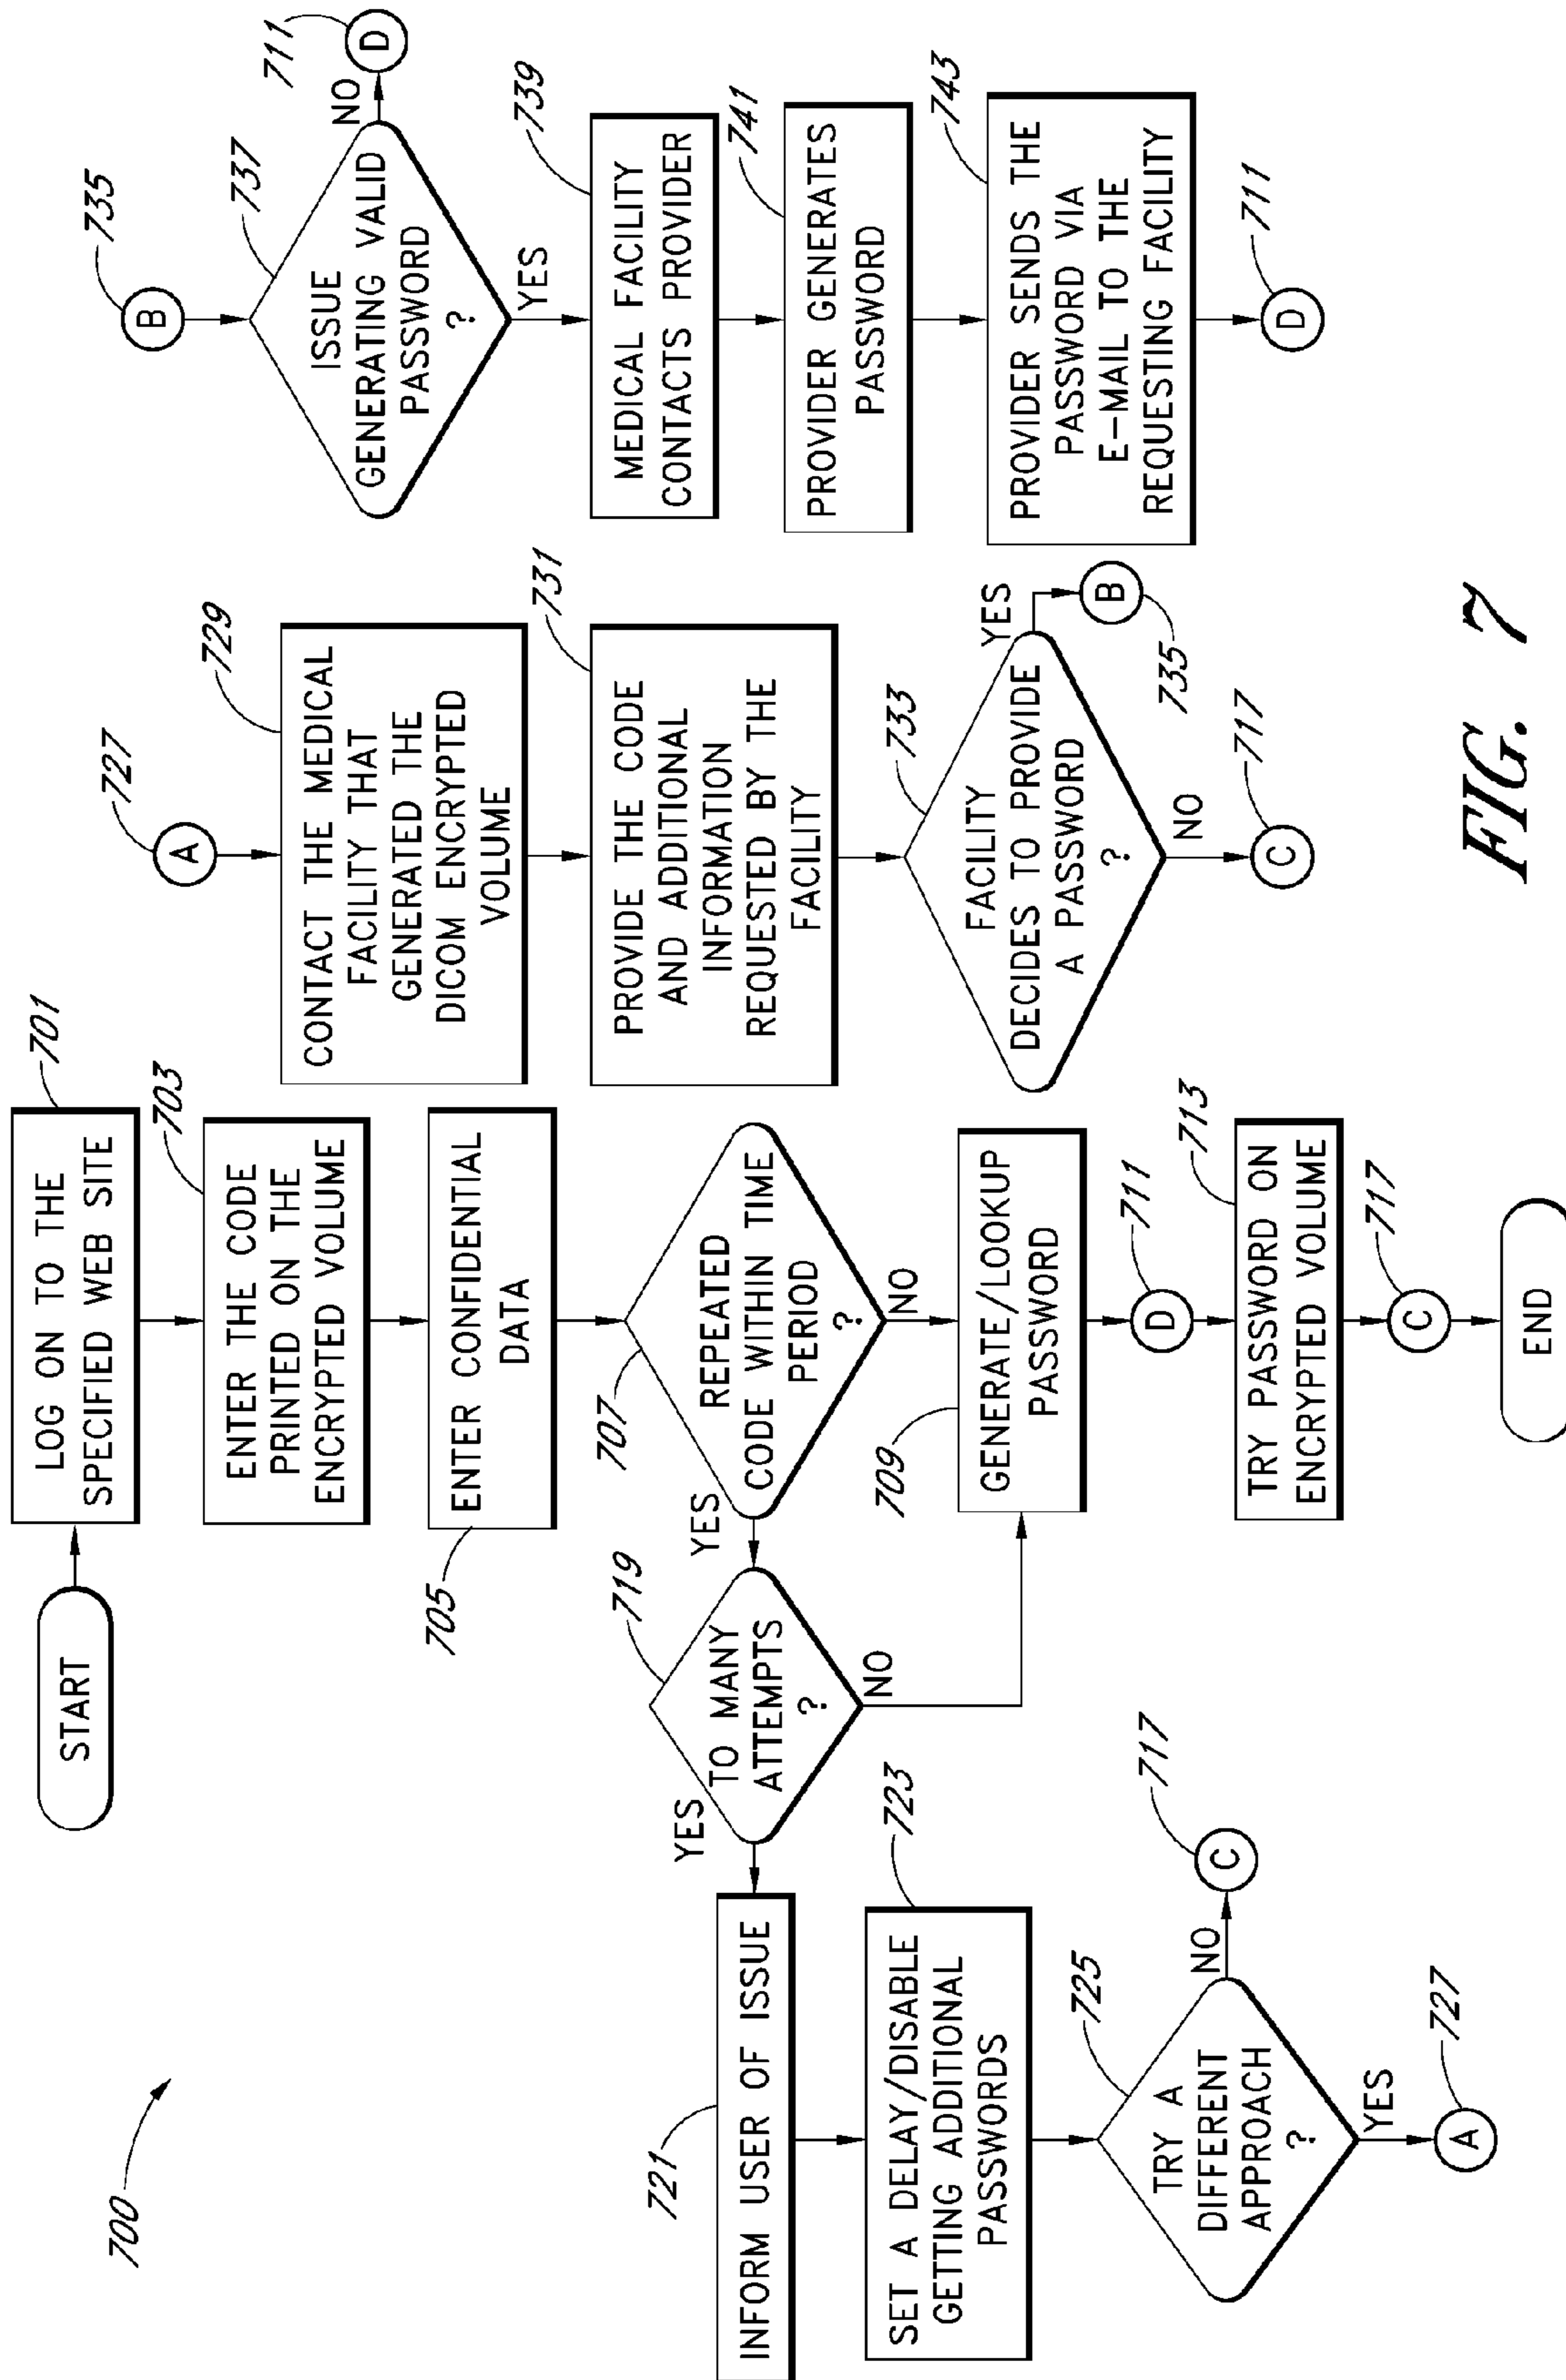 700
START
LOG ON TO THE
SPECIFIED WEB SITE
701
ENTER THE CODE
PRINTED ON THE
ENCRYPTED VOLUME
703
ENTER CONFIDENTIAL
DATA
705
REPEATED
CODE WITHIN TIME
PERIOD
?
707
YES
NO
TO MANY
ATTEMPTS
?
719
YES
NO
GENERATE/LOOKUP
PASSWORD
709
D
711
TRY PASSWORD ON
ENCRYPTED VOLUME
713
C
717
END
INFORM USER OF ISSUE
721
SET A DELAY/DISABLE
GETTING ADDITIONAL
PASSWORDS
723
TRY A
DIFFERENT
APPROACH
?
725
NO
C
717
YES
A
727
A
727
CONTACT THE MEDICAL
FACILITY THAT
GENERATED THE
DICOM ENCRYPTED
VOLUME
729
PROVIDE THE CODE
AND ADDITIONAL
INFORMATION
REQUESTED BY THE
FACILITY
731
FACILITY
DECIDES TO PROVIDE
A PASSWORD
?
733
YES
B
735
NO
C
717
B
735
ISSUE
GENERATING VALID
PASSWORD
?
737
NO
D
711
YES
MEDICAL FACILITY
CONTACTS PROVIDER
739
PROVIDER GENERATES
PASSWORD
741
PROVIDER SENDS THE
PASSWORD VIA
E-MAIL TO THE
REQUESTING FACILITY
743
D
711
FIG. 7